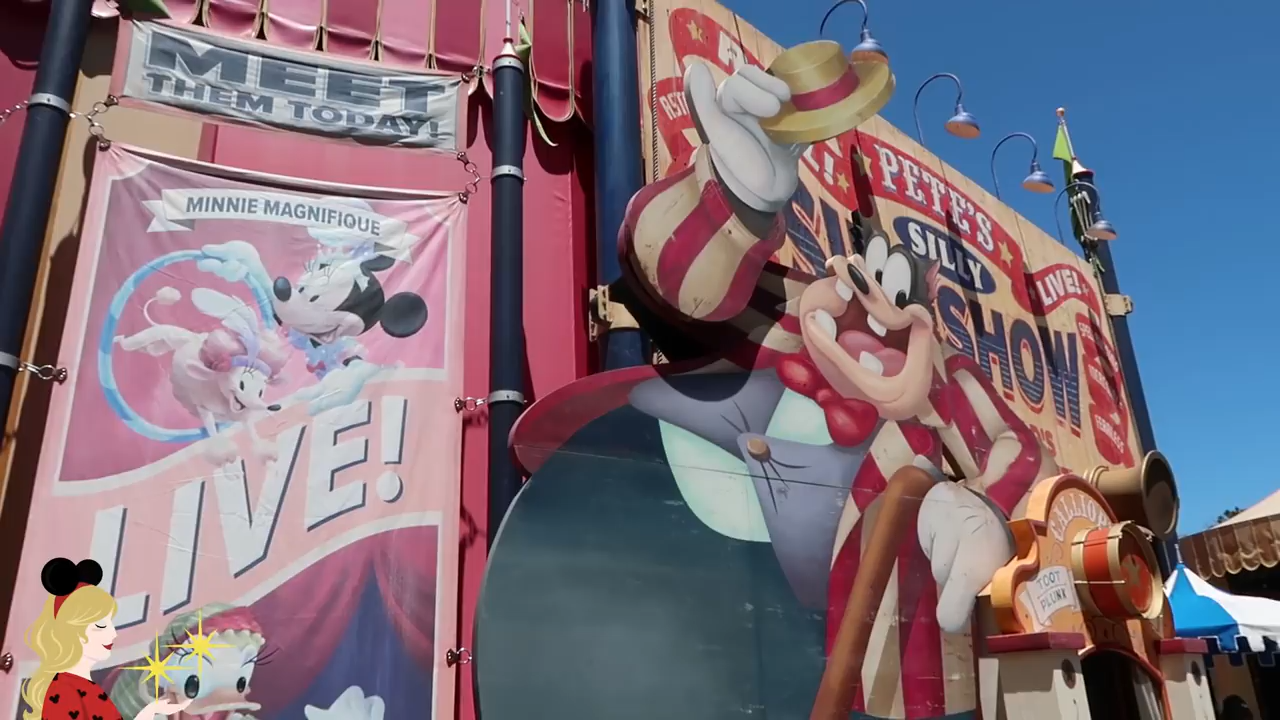 MEET
THEM TODAY!
MINNIE MAGNIFIQUE
LIVE!
PETE'S
SILLY
SHOW
LIVE!
TOOT
PLUNK